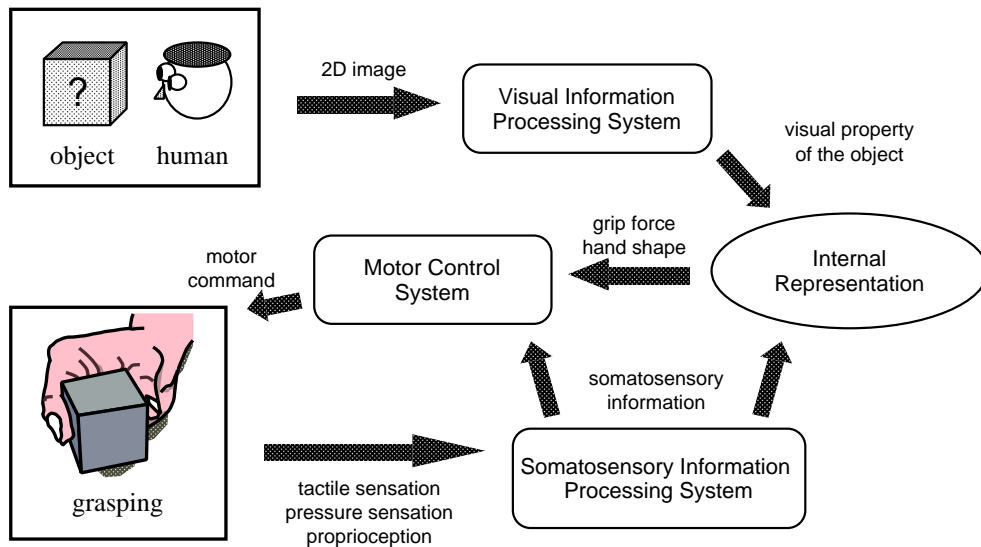 ?
object
human
2D image
Visual Information
Processing System
visual property
of the object
motor
command
Motor Control
System
grip force
hand shape
Internal
Representation
somatosensory
information
grasping
tactile sensation
pressure sensation
proprioception
Somatosensory Information
Processing System